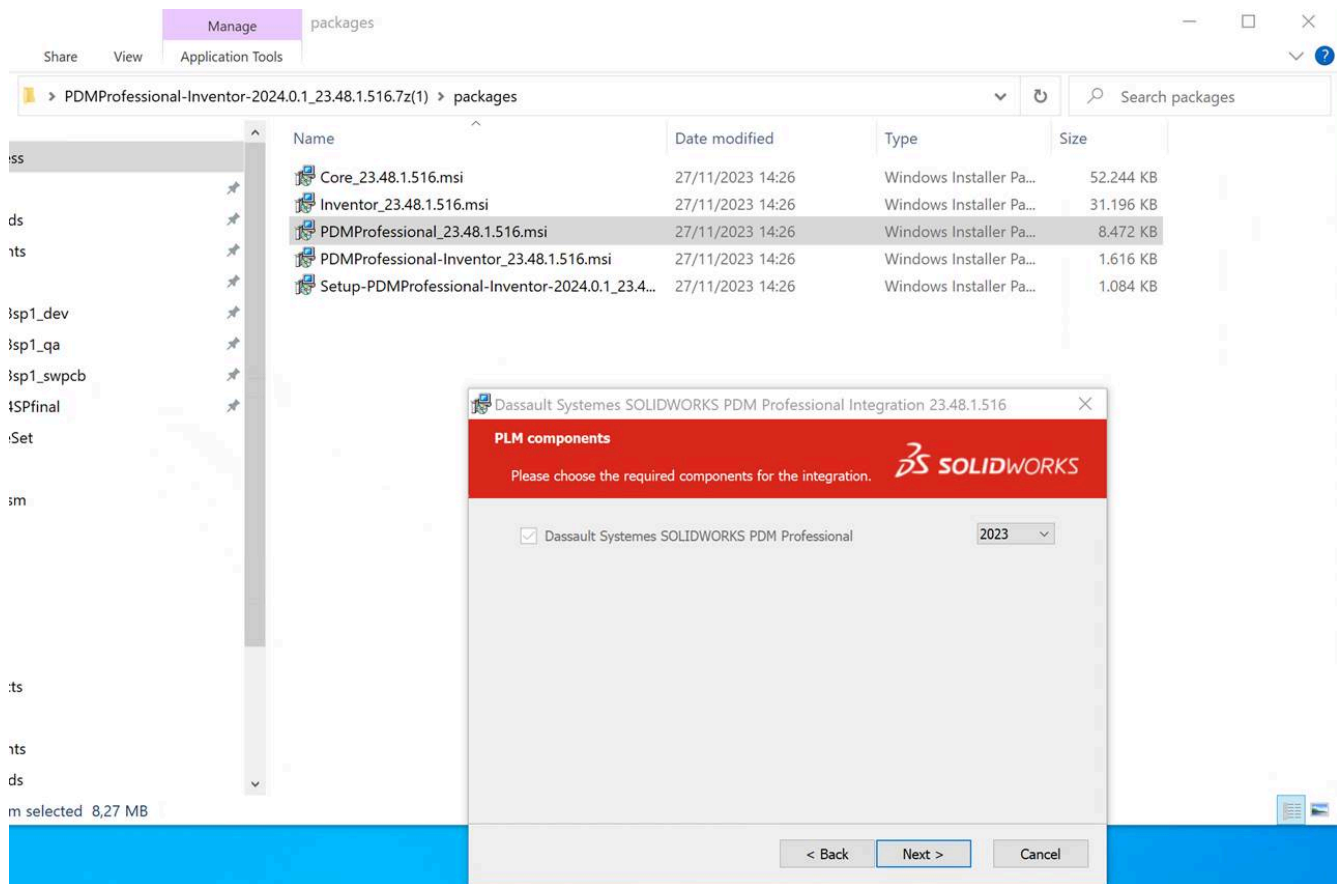 Manage packages
Share View Application Tools
> PDMProfessional-Inventor-2024.0.1_23.48.1.516.7z(1) > packages
Search packages
Name Date modified Type Size
ess
Core_23.48.1.516.msi 27/11/2023 14:26 Windows Installer Pa... 52.244 KB
Inventor_23.48.1.516.msi 27/11/2023 14:26 Windows Installer Pa... 31.196 KB
ds
PDMProfessional_23.48.1.516.msi 27/11/2023 14:26 Windows Installer Pa... 8.472 KB
nts
PDMProfessional-Inventor_23.48.1.516.msi 27/11/2023 14:26 Windows Installer Pa... 1.616 KB
Setup-PDMProfessional-Inventor-2024.0.1_23.4... 27/11/2023 14:26 Windows Installer Pa... 1.084 KB
3sp1_dev
3sp1_qa
3sp1_swpcb
4SPfinal
eSet
sm
cts
nts
ds
m selected 8,27 MB
Dassault Systemes SOLIDWORKS PDM Professional Integration 23.48.1.516
PLM components
Please choose the required components for the integration.
SOLIDWORKS
Dassault Systemes SOLIDWORKS PDM Professional 2023
< Back Next > Cancel